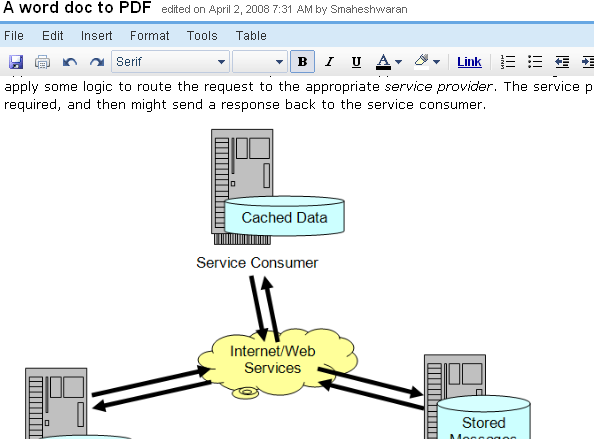 A word doc to PDF edited on April 2, 2008 7:31 AM by Smaheshwaran
File Edit Insert Format Tools Table
Serif B I U A Link
apply some logic to route the request to the appropriate service provider. The service p
required, and then might send a response back to the service consumer.
Cached Data
Service Consumer
Internet/Web
Services
Stored
Messages